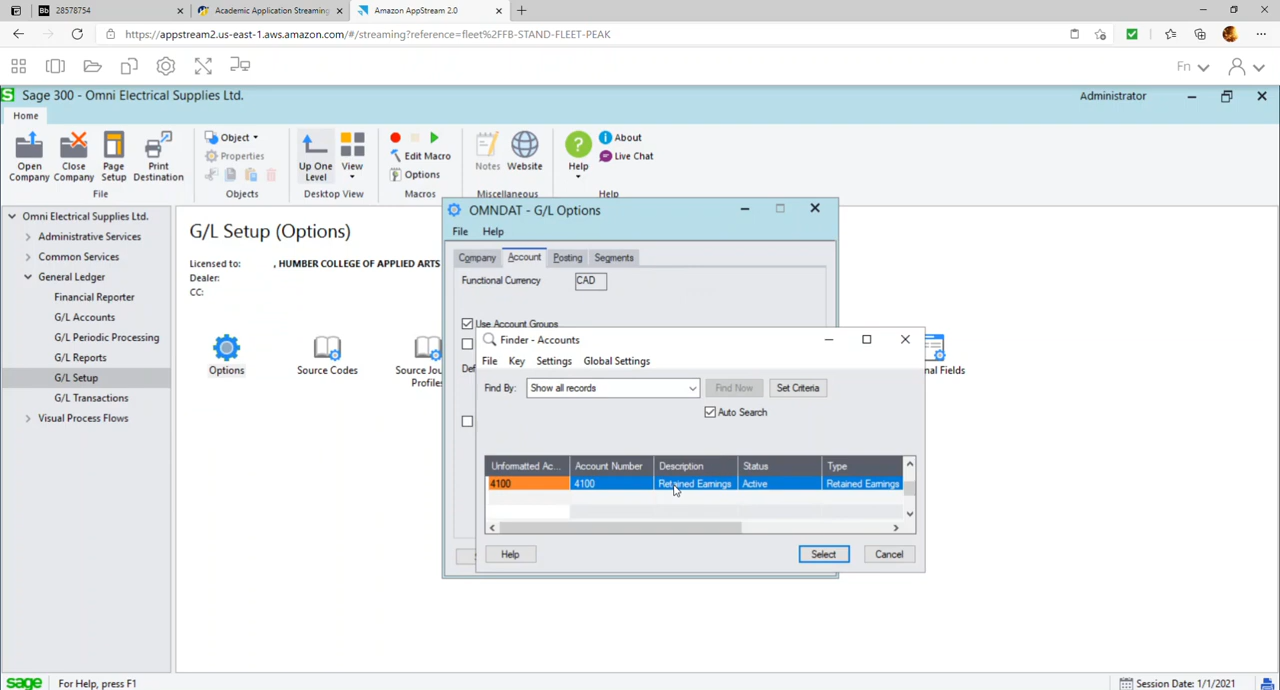 Bb 28578754
Academic Application Streaming
Amazon AppStream 2.0
https://appstream2.us-east-1.aws.amazon.com/#/streaming?reference=fleet%2FFB-STAND-FLEET-PEAK
Fn
S Sage 300 - Omni Electrical Supplies Ltd.
Administrator
Home
Open Company
Close Company
Page Setup
Print Destination
File
Object
Properties
Objects
Up One Level
View
Desktop View
Edit Macro
Options
Macros
Notes
Website
Miscellaneous
Help
About
Live Chat
Help
Omni Electrical Supplies Ltd.
Administrative Services
Common Services
General Ledger
Financial Reporter
G/L Accounts
G/L Periodic Processing
G/L Reports
G/L Setup
G/L Transactions
Visual Process Flows
G/L Setup (Options)
Licensed to: , HUMBER COLLEGE OF APPLIED ARTS
Dealer:
CC:
Options
Source Codes
Source Jou
Profiles
nal Fields
OMNDAT - G/L Options
File Help
Company Account Posting Segments
Functional Currency CAD
Use Account Groups
Def
Finder - Accounts
File Key Settings Global Settings
Find By: Show all records Find Now Set Criteria
Auto Search
Unformatted Ac... Account Number Description Status Type
4100 4100 Retained Earnings Active Retained Earnings
Help Select Cancel
sage For Help, press F1
Session Date: 1/1/2021